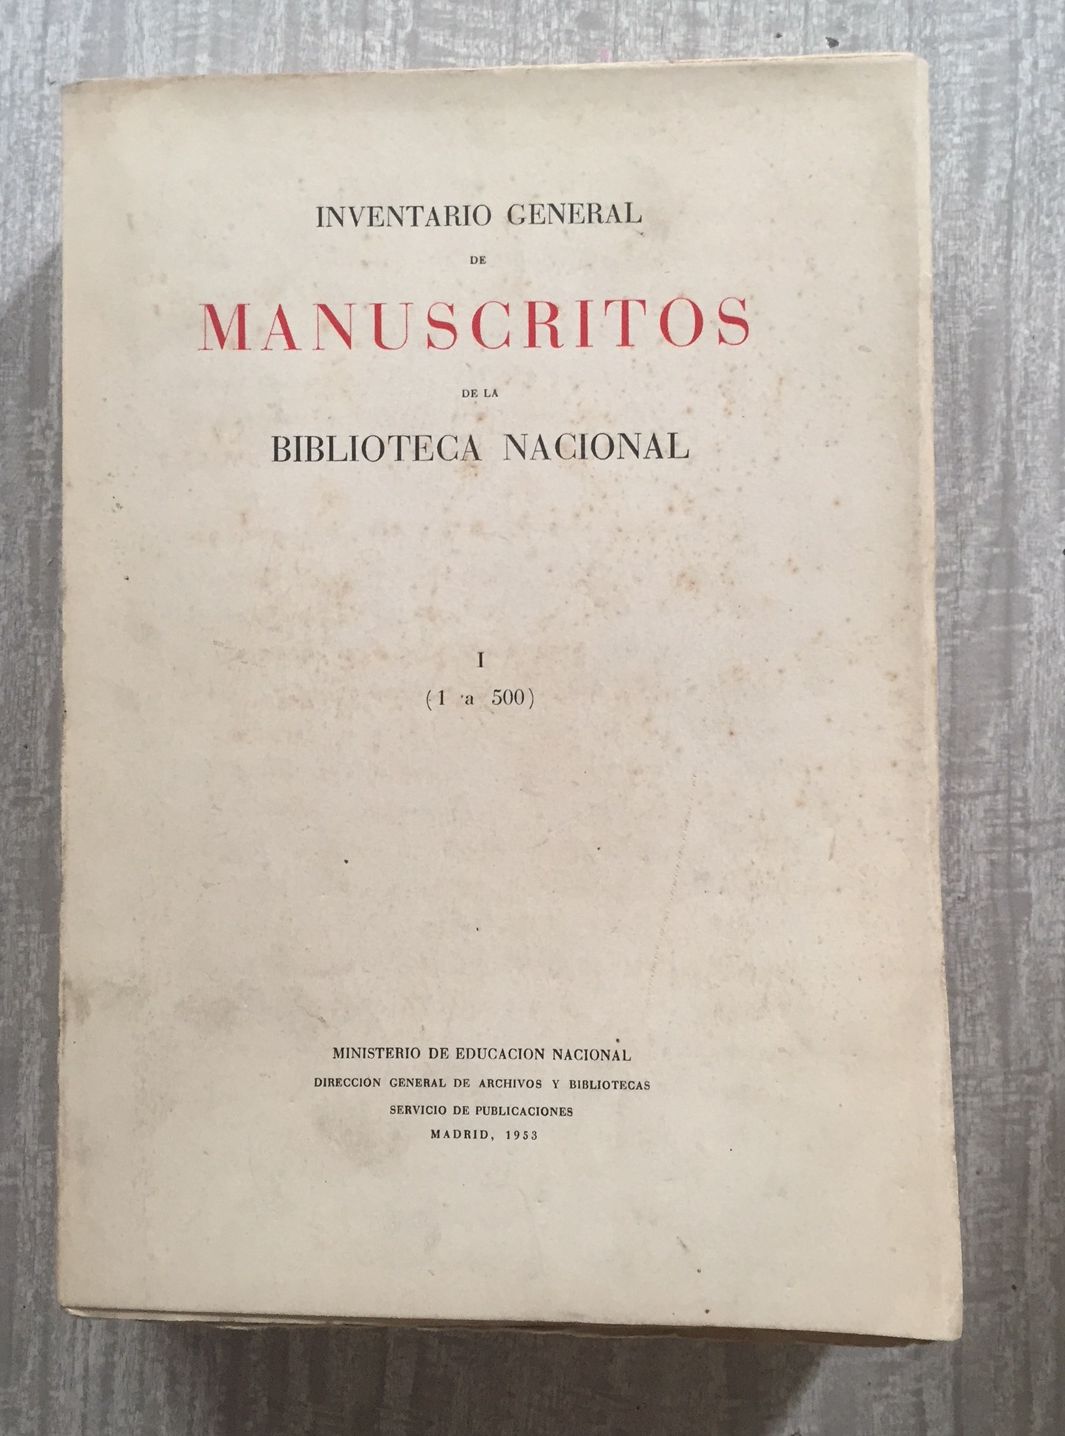 INVENTARIO GENERAL
DE
MANUSCRITOS
DE LA
BIBLIOTECA NACIONAL
I
(1 a 500)
MINISTERIO DE EDUCACION NACIONAL
DIRECCIÓN GENERAL DE ARCHIVOS Y BIBLIOTECAS
SERVICIO DE PUBLICACIONES
MADRID, 1953